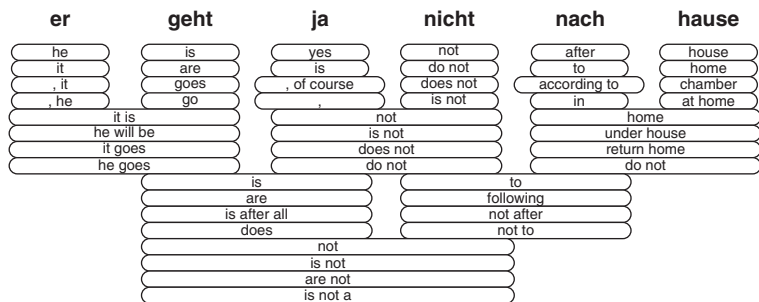 er geht ja nicht nach hause
he is yes not after house
it are is do not to home
, it goes , of course does not according to chamber
, he go , is not in at home
it is not home
he will be is not under house
it goes does not return home
he goes do not do not
is to
are following
is after all not after
does not to
not
is not
are not
is not a